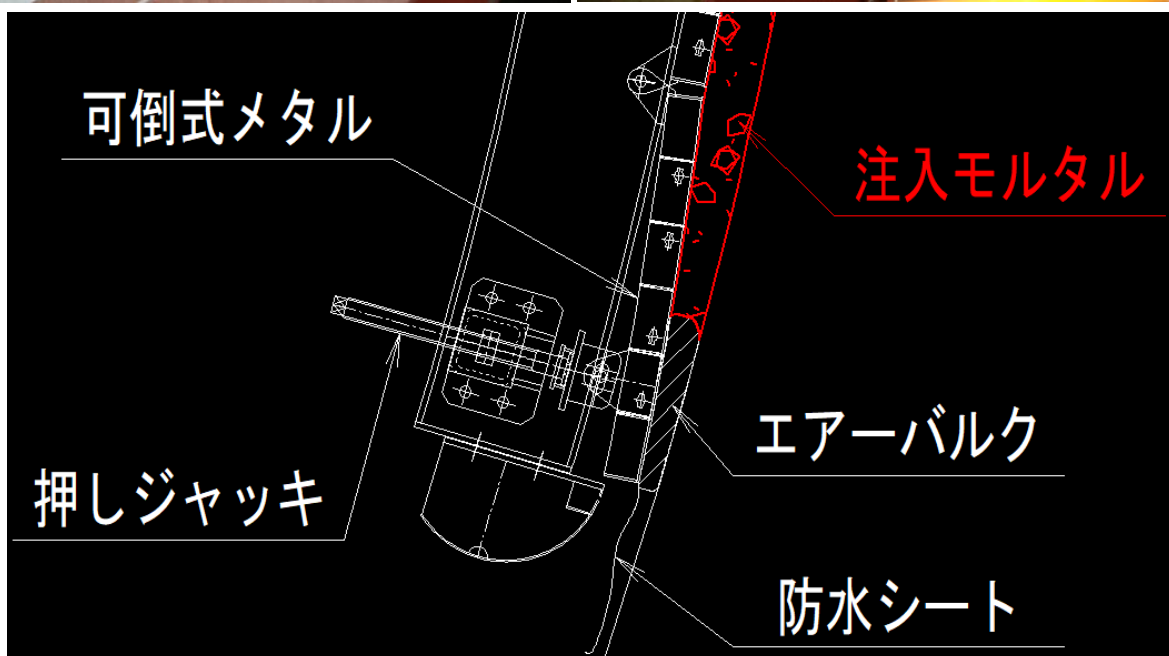 可倒式メタル
注入モルタル
エアーバルク
押しジャッキ
防水シート